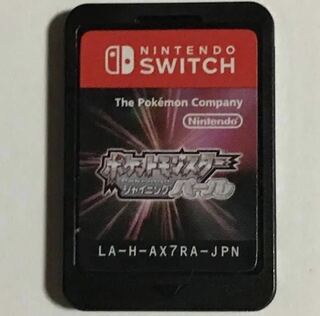 NINTENDO
SWITCH
The Pokémon Company
Nintendo
ポケットモンスター
シャイニング
パール
LA-H-AX7RA-JPN